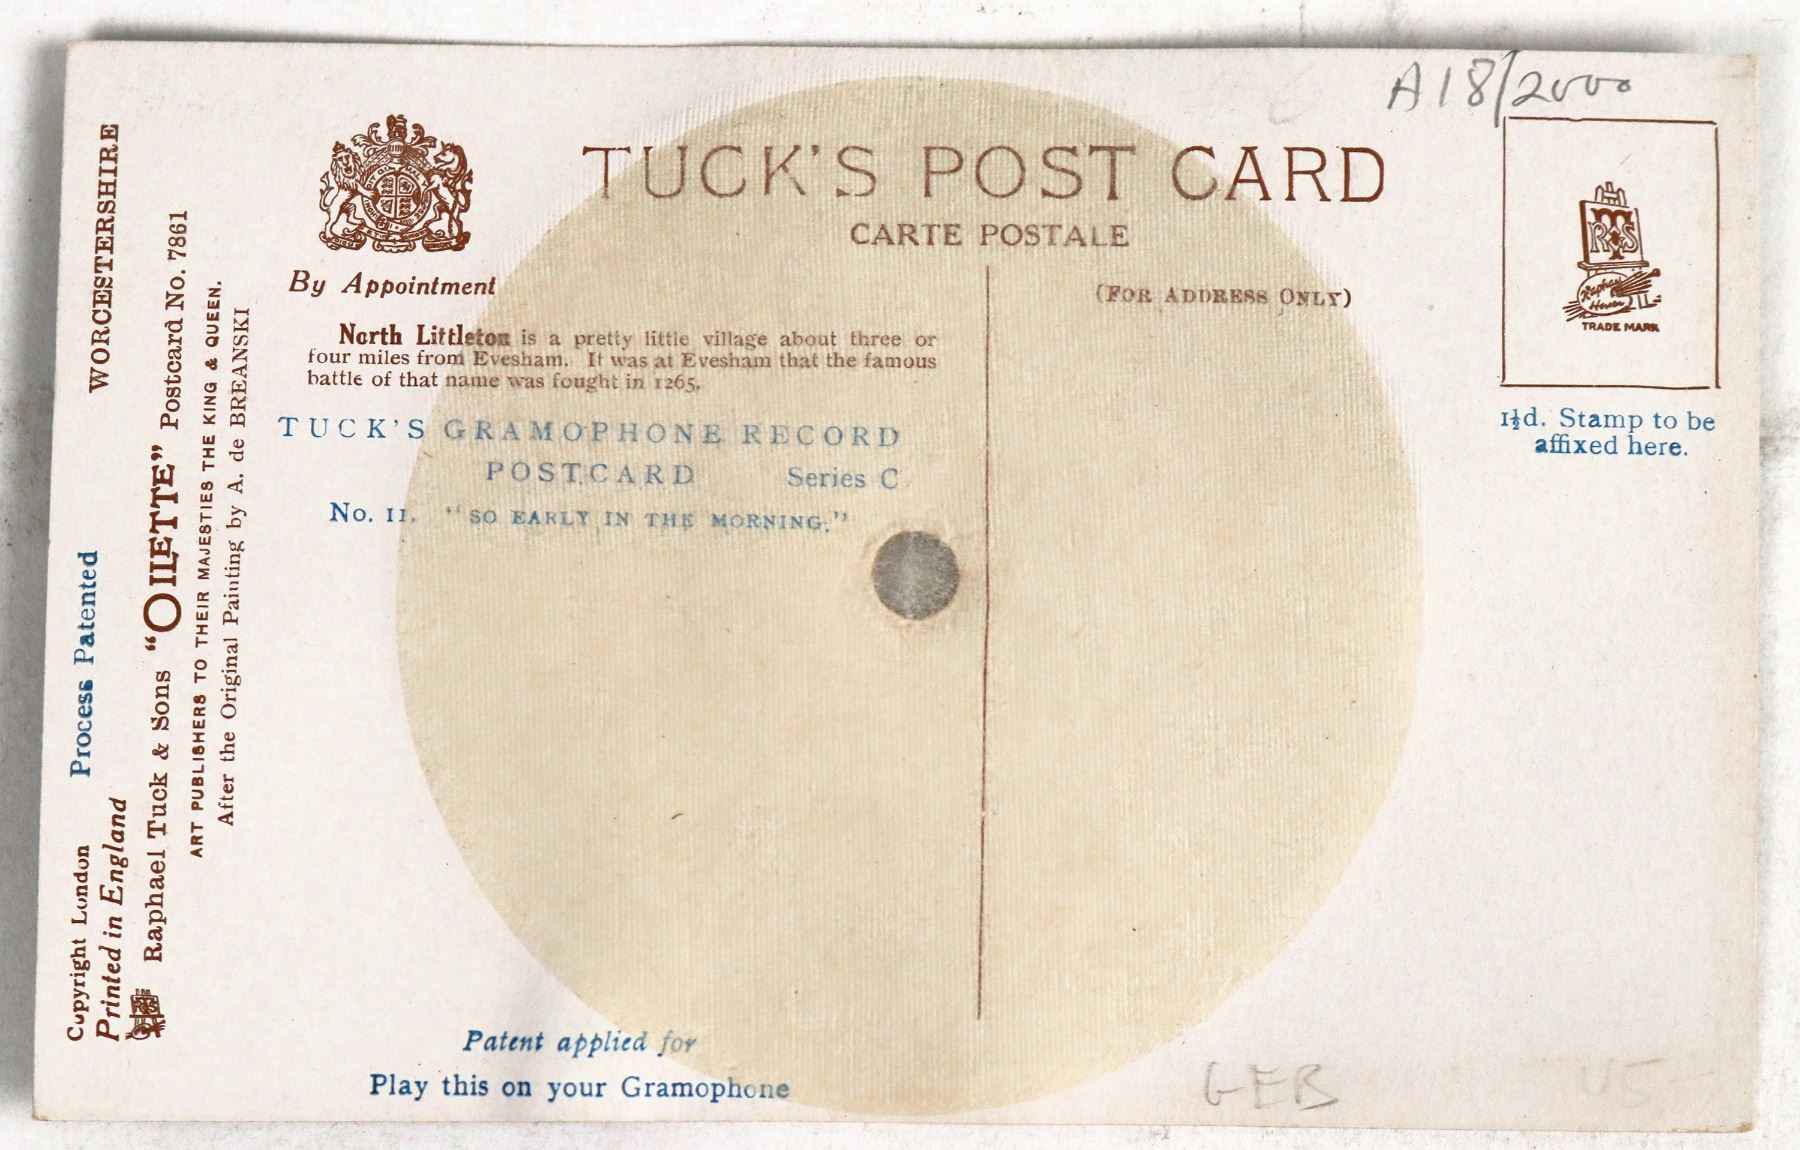 A18/2000
TUCK'S POST CARD
CARTE POSTALE
By Appointment
(FOR ADDRESS ONLY)
North Littleton is a pretty little village about three or
four miles from Evesham. It was at Evesham that the famous
battle of that name was fought in 1265.
TUCK'S GRAMOPHONE RECORD
POSTCARD Series C
No. 11. "SO EARLY IN THE MORNING."
RTS
Raphael
House
TRADE MARK
1½d. Stamp to be
affixed here.
Patent applied for
Play this on your Gramophone
GEB
Copyright London Process Patented
Printed in England WORCESTERSHIRE
Raphael Tuck & Sons "OILETTE" Postcard No. 7861
ART PUBLISHERS TO THEIR MAJESTIES THE KING & QUEEN.
After the Original Painting by A. de BREANSKI